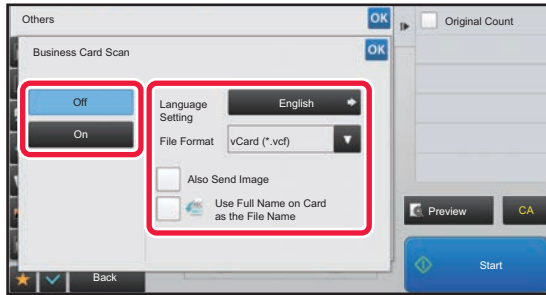 Others
OK
Original Count
Business Card Scan
OK
Off
On
Language
Setting
English
File Format
vCard (*.vcf)
Also Send Image
Use Full Name on Card
as the File Name
Preview
CA
Start
Back